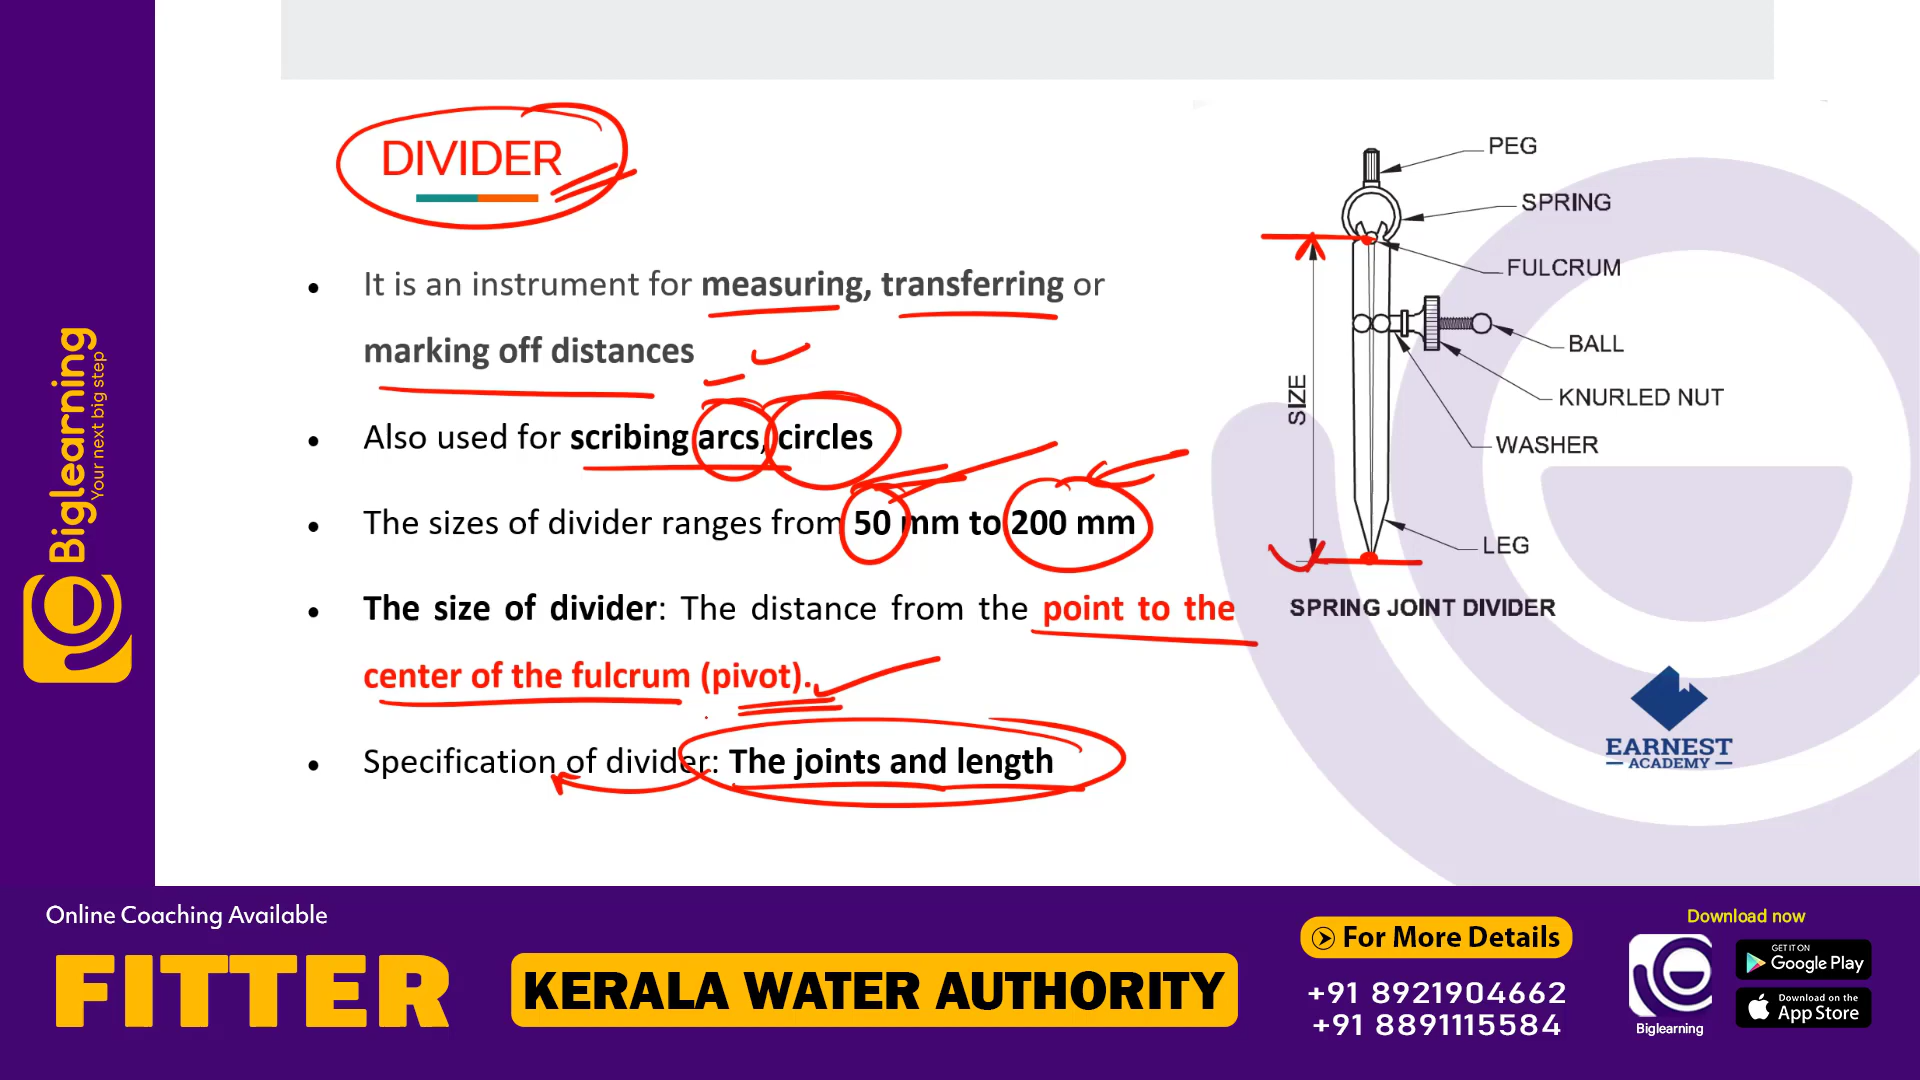 DIVIDER
It is an instrument for measuring, transferring or
marking off distances
Also used for scribing arcs, circles
The sizes of divider ranges from 50 mm to 200 mm
The size of divider: The distance from the point to the
center of the fulcrum (pivot).
Specification of divider: The joints and length
PEG
SPRING
FULCRUM
BALL
KNURLED NUT
WASHER
LEG
SIZE
SPRING JOINT DIVIDER
EARNEST
ACADEMY
Biglearning
Your next big step
Online Coaching Available
FITTER
KERALA WATER AUTHORITY
For More Details
+91 8921904662
+91 8891115584
Download now
Biglearning
GET IT ON
Google Play
Download on the
App Store